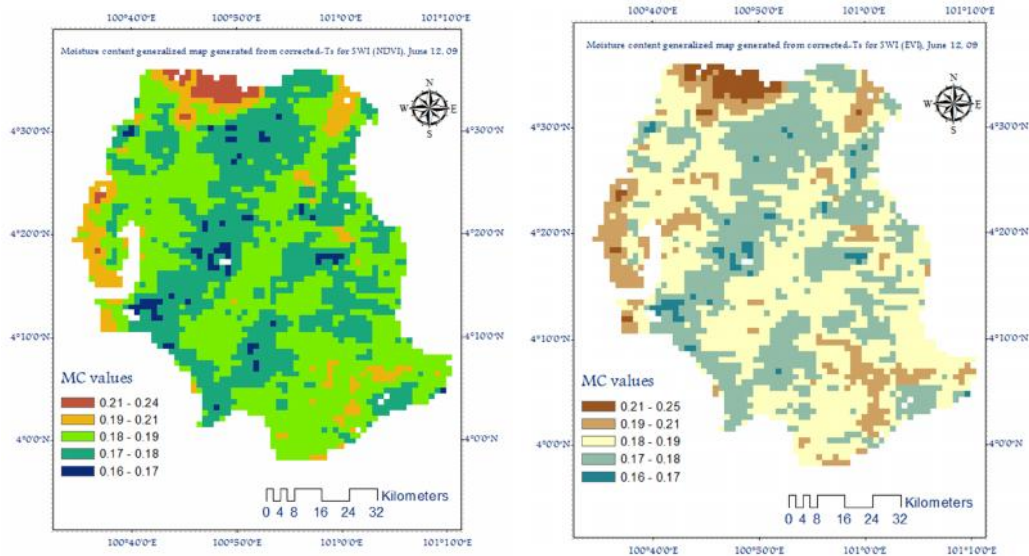 100°40'0"E 100°50'0"E 101°0'0"E 101°10'0"E
Moisture content generalized map generated from corrected-Ts for SWI (NDVI), June 12, 09
N
W E
S
4°30'0"N 4°30'0"N
4°20'0"N 4°20'0"N
4°10'0"N 4°10'0"N
4°0'0"N 4°0'0"N
MC values
0.21 - 0.24
0.19 - 0.21
0.18 - 0.19
0.17 - 0.18
0.16 - 0.17
Kilometers
0 4 8 16 24 32
100°40'0"E 100°50'0"E 101°0'0"E 101°10'0"E
100°40'0"E 100°50'0"E 101°0'0"E 101°10'0"E
Moisture content generalized map generated from corrected-Ts for SWI (EVI), June 12, 09
N
W E
S
4°30'0"N 4°30'0"N
4°20'0"N 4°20'0"N
4°10'0"N 4°10'0"N
4°0'0"N 4°0'0"N
MC values
0.21 - 0.25
0.19 - 0.21
0.18 - 0.19
0.17 - 0.18
0.16 - 0.17
Kilometers
0 4 8 16 24 32
100°40'0"E 100°50'0"E 101°0'0"E 101°10'0"E